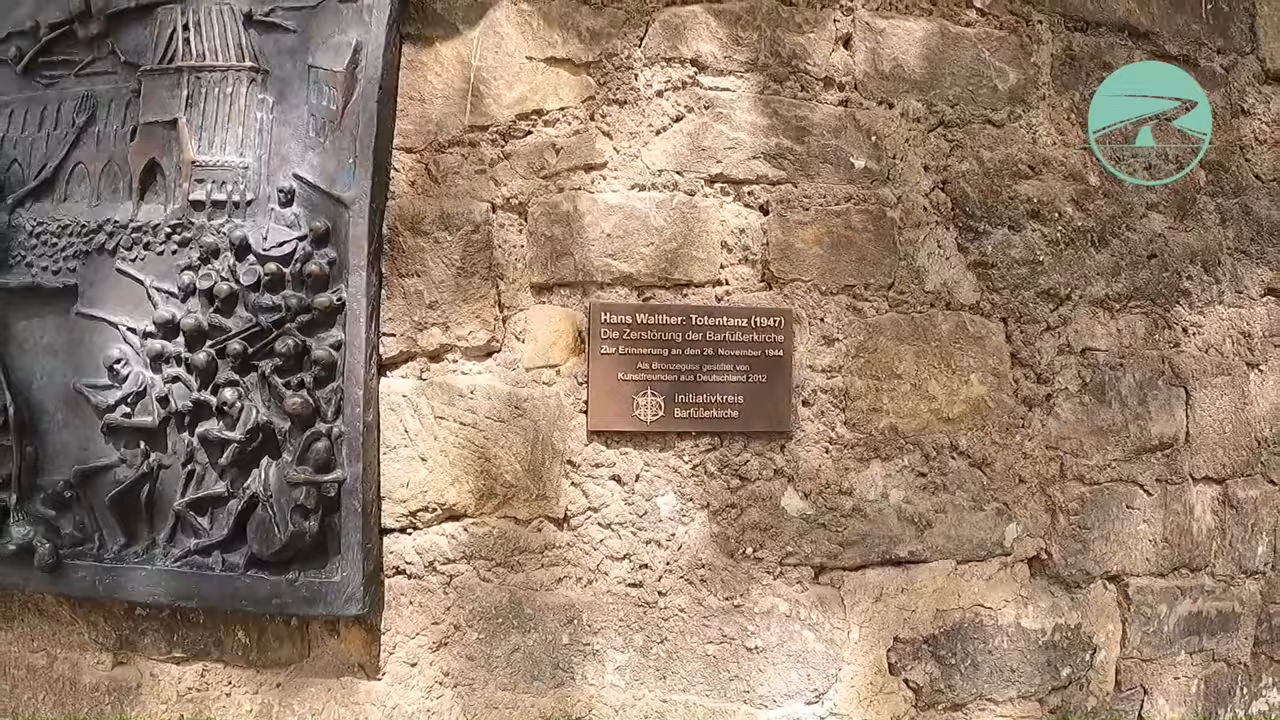 Hans Walther: Totentanz (1947)
Die Zerstörung der Barfüßerkirche
Zur Erinnerung an den 26. November 1944
Als Bronzeguss gestiftet von
Kunstfreunden aus Deutschland 2012
Initiativkreis
Barfüßerkirche